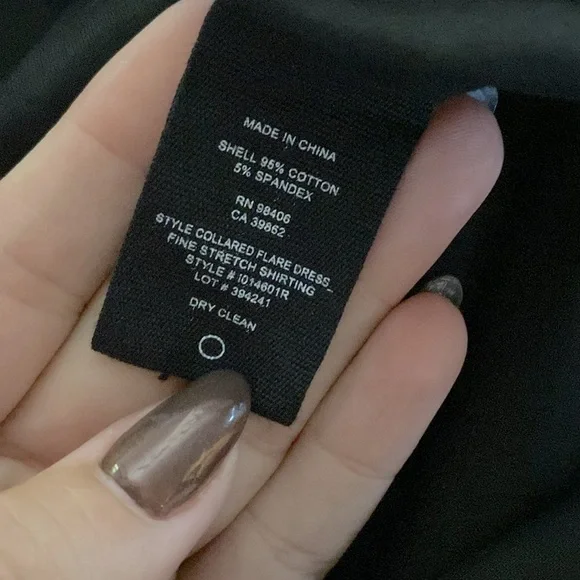 MADE IN CHINA
SHELL 95% COTTON
5% SPANDEX
RN 98406
CA 39862
STYLE COLLARED FLARE DRESS_
FINE STRETCH SHIRTING
STYLE # I014601R
LOT # 394241
DRY CLEAN